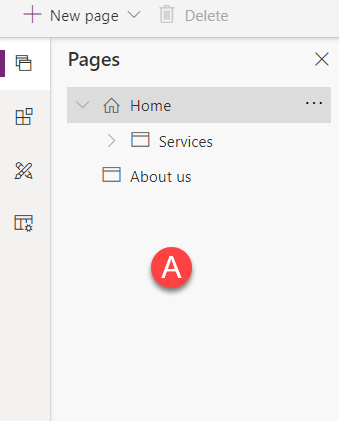 New page Delete
Pages
Home ...
Services
About us
A